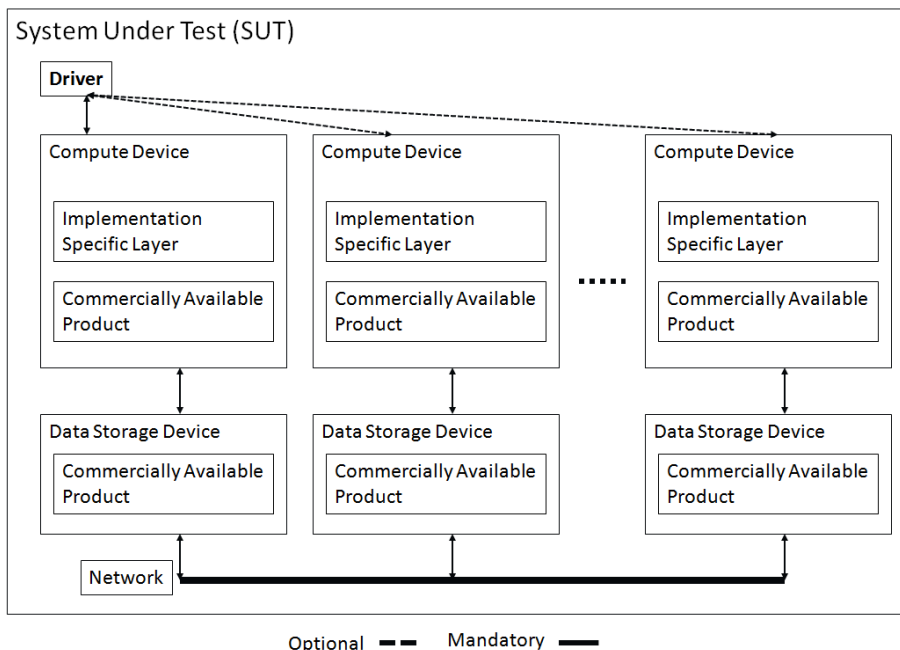 System Under Test (SUT)
Driver
Compute Device
Implementation
Specific Layer
Commercially Available
Product
Compute Device
Implementation
Specific Layer
Commercially Available
Product
Compute Device
Implementation
Specific Layer
Commercially Available
Product
Data Storage Device
Commercially Available
Product
Data Storage Device
Commercially Available
Product
Data Storage Device
Commercially Available
Product
Network
Optional
Mandatory